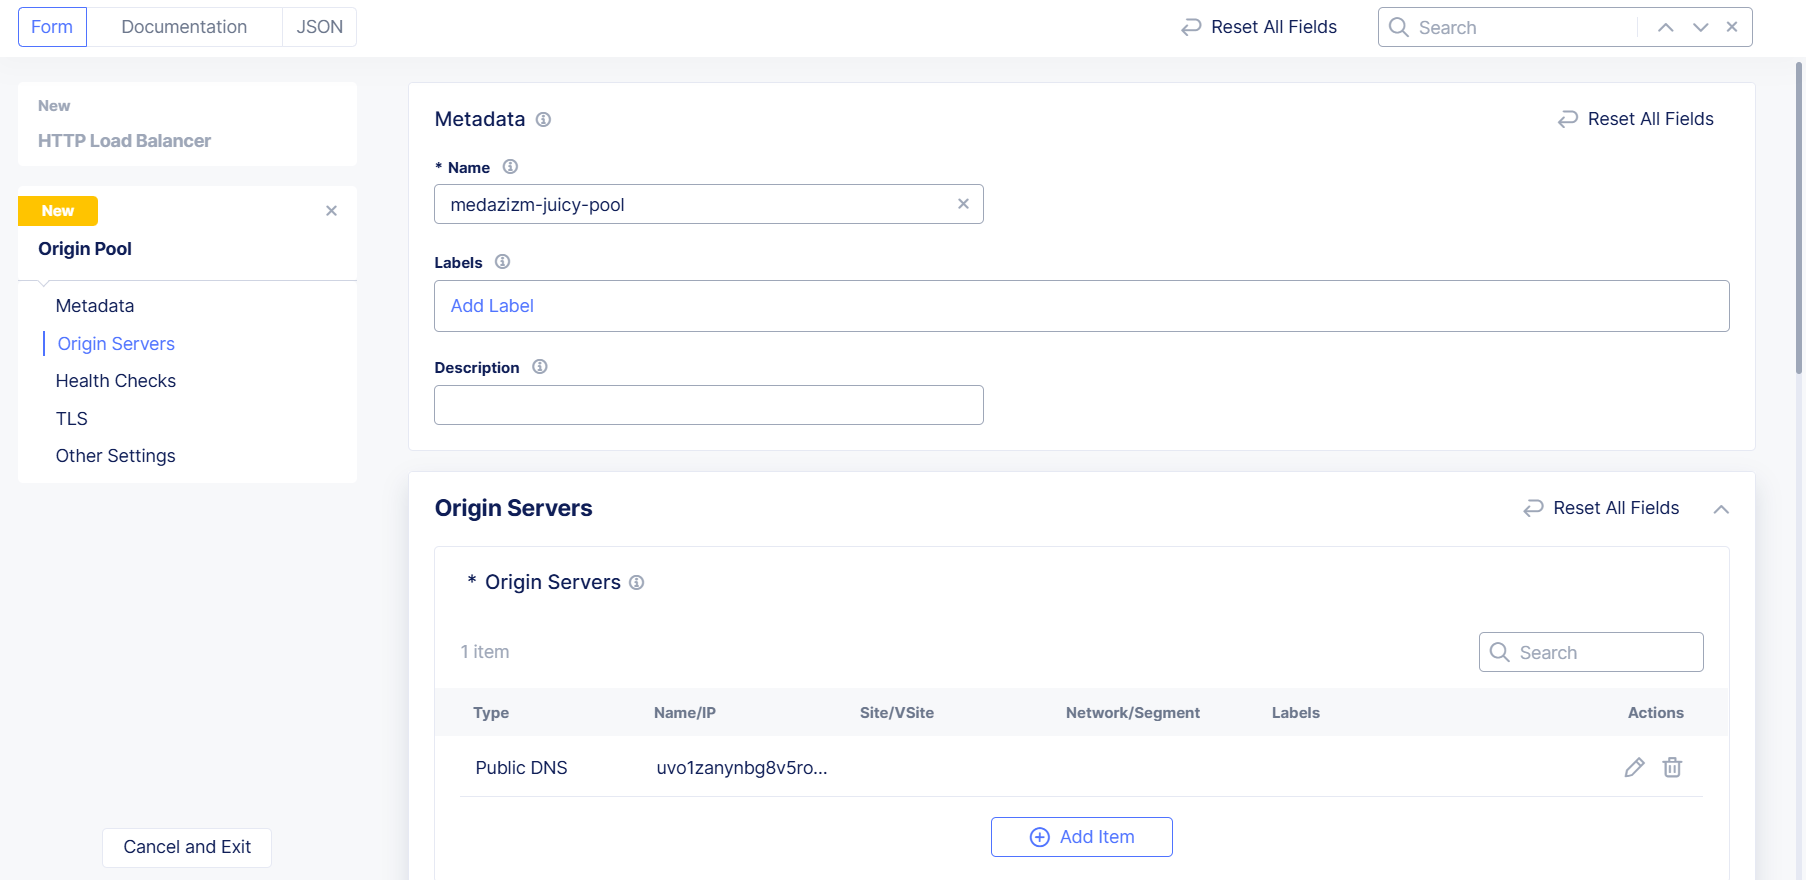 Form Documentation JSON Reset All Fields Search
New
HTTP Load Balancer
New
Origin Pool
Metadata
Origin Servers
Health Checks
TLS
Other Settings
Cancel and Exit
Metadata Reset All Fields
* Name
medazizm-juicy-pool
Labels
Add Label
Description
Origin Servers Reset All Fields
* Origin Servers
1 item Search
Type Name/IP Site/VSite Network/Segment Labels Actions
Public DNS uvo1zanynbg8v5ro...
Add Item